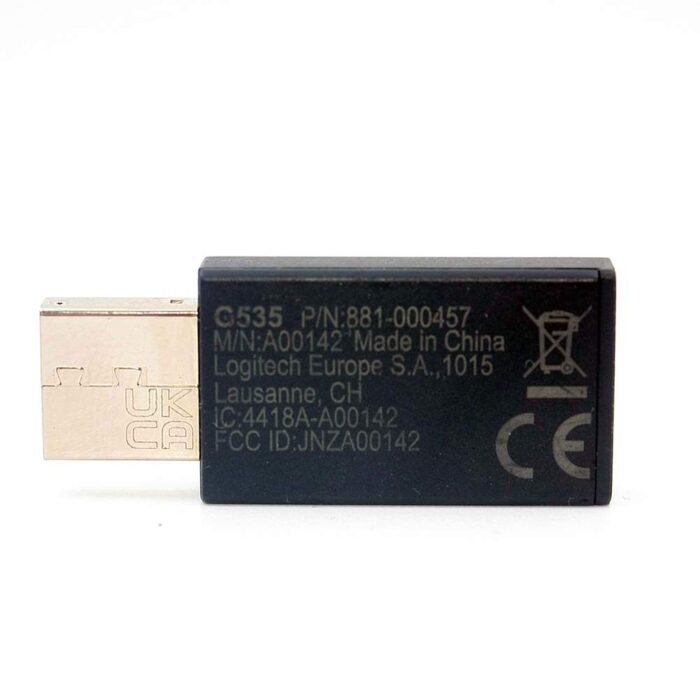 G535 P/N:881-000457
M/N:A00142 Made in China
Logitech Europe S.A.,1015
Lausanne, CH
IC:4418A-A00142
FCC ID:JNZA00142
CE
UK
CA